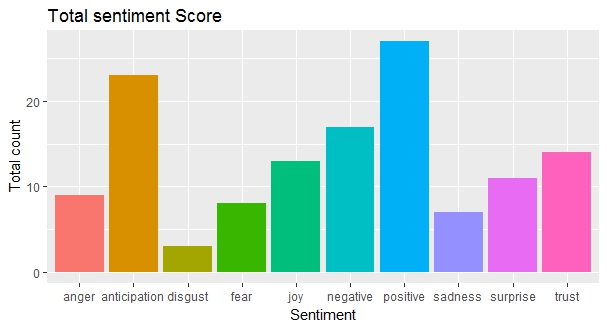 Total sentiment Score
Total count
20
10
0
anger anticipation disgust fear joy negative positive sadness surprise trust
Sentiment